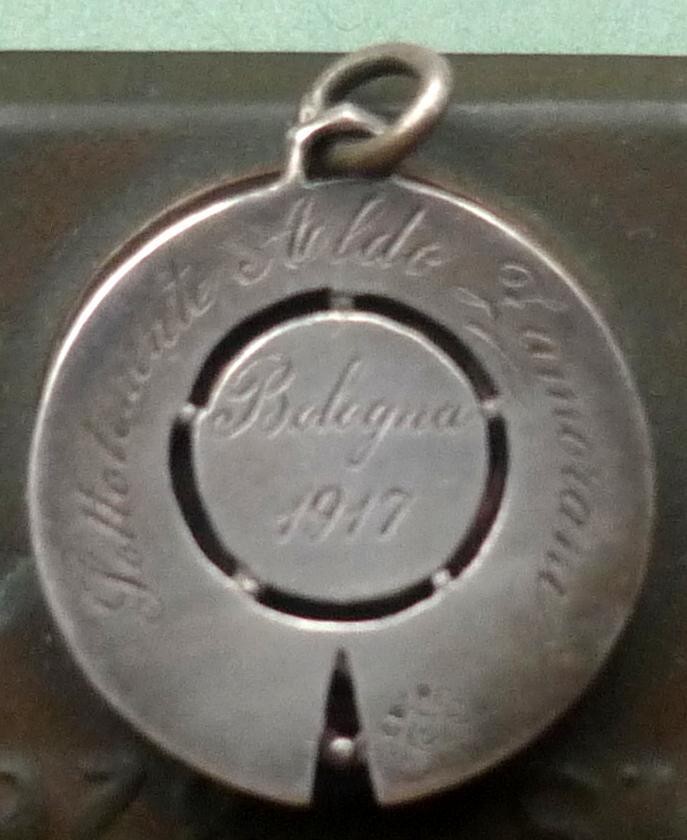 Sottotenente Aldo Zamorani
Bologna
1917